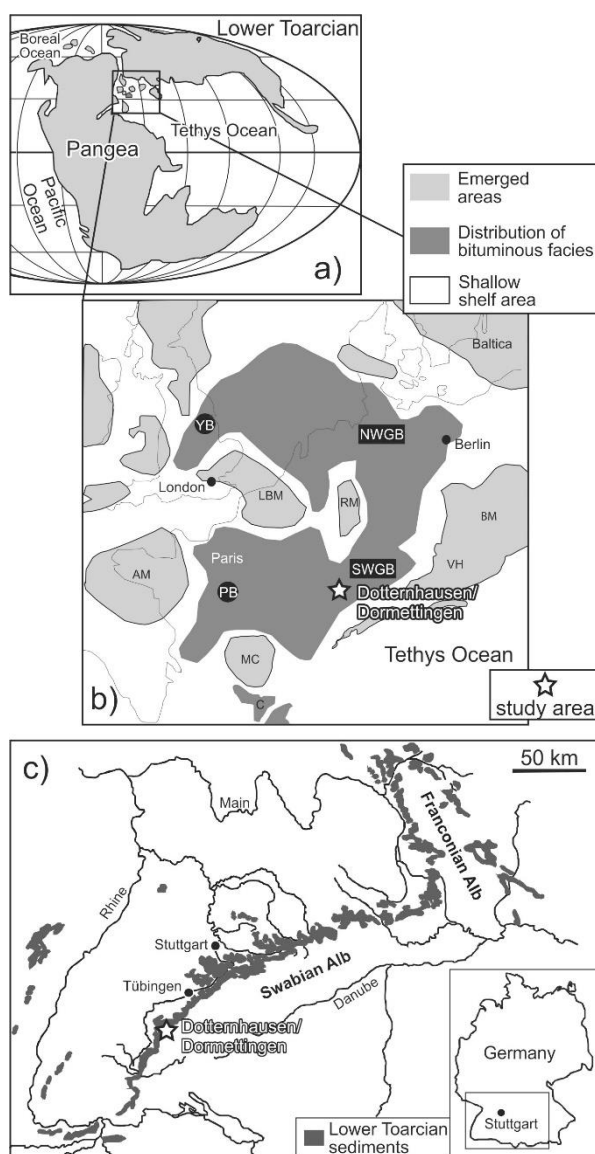 Lower Toarcian
Boreal
Ocean
Tethys Ocean
Pangea
Pacific
Ocean
a)
Emerged
areas
Distribution of
bituminous facies
Shallow
shelf area
Baltica
YB
NWGB
Berlin
London
LBM
RM
BM
AM
Paris
SWGB
VH
PB
Dotternhausen/
Dormettingen
MC
Tethys Ocean
C
b)
study area
c)
50 km
Main
Franconian Alb
Rhine
Stuttgart
Swabian Alb
Tübingen
Danube
Dotternhausen/
Dormettingen
Germany
Stuttgart
Lower Toarcian
sediments